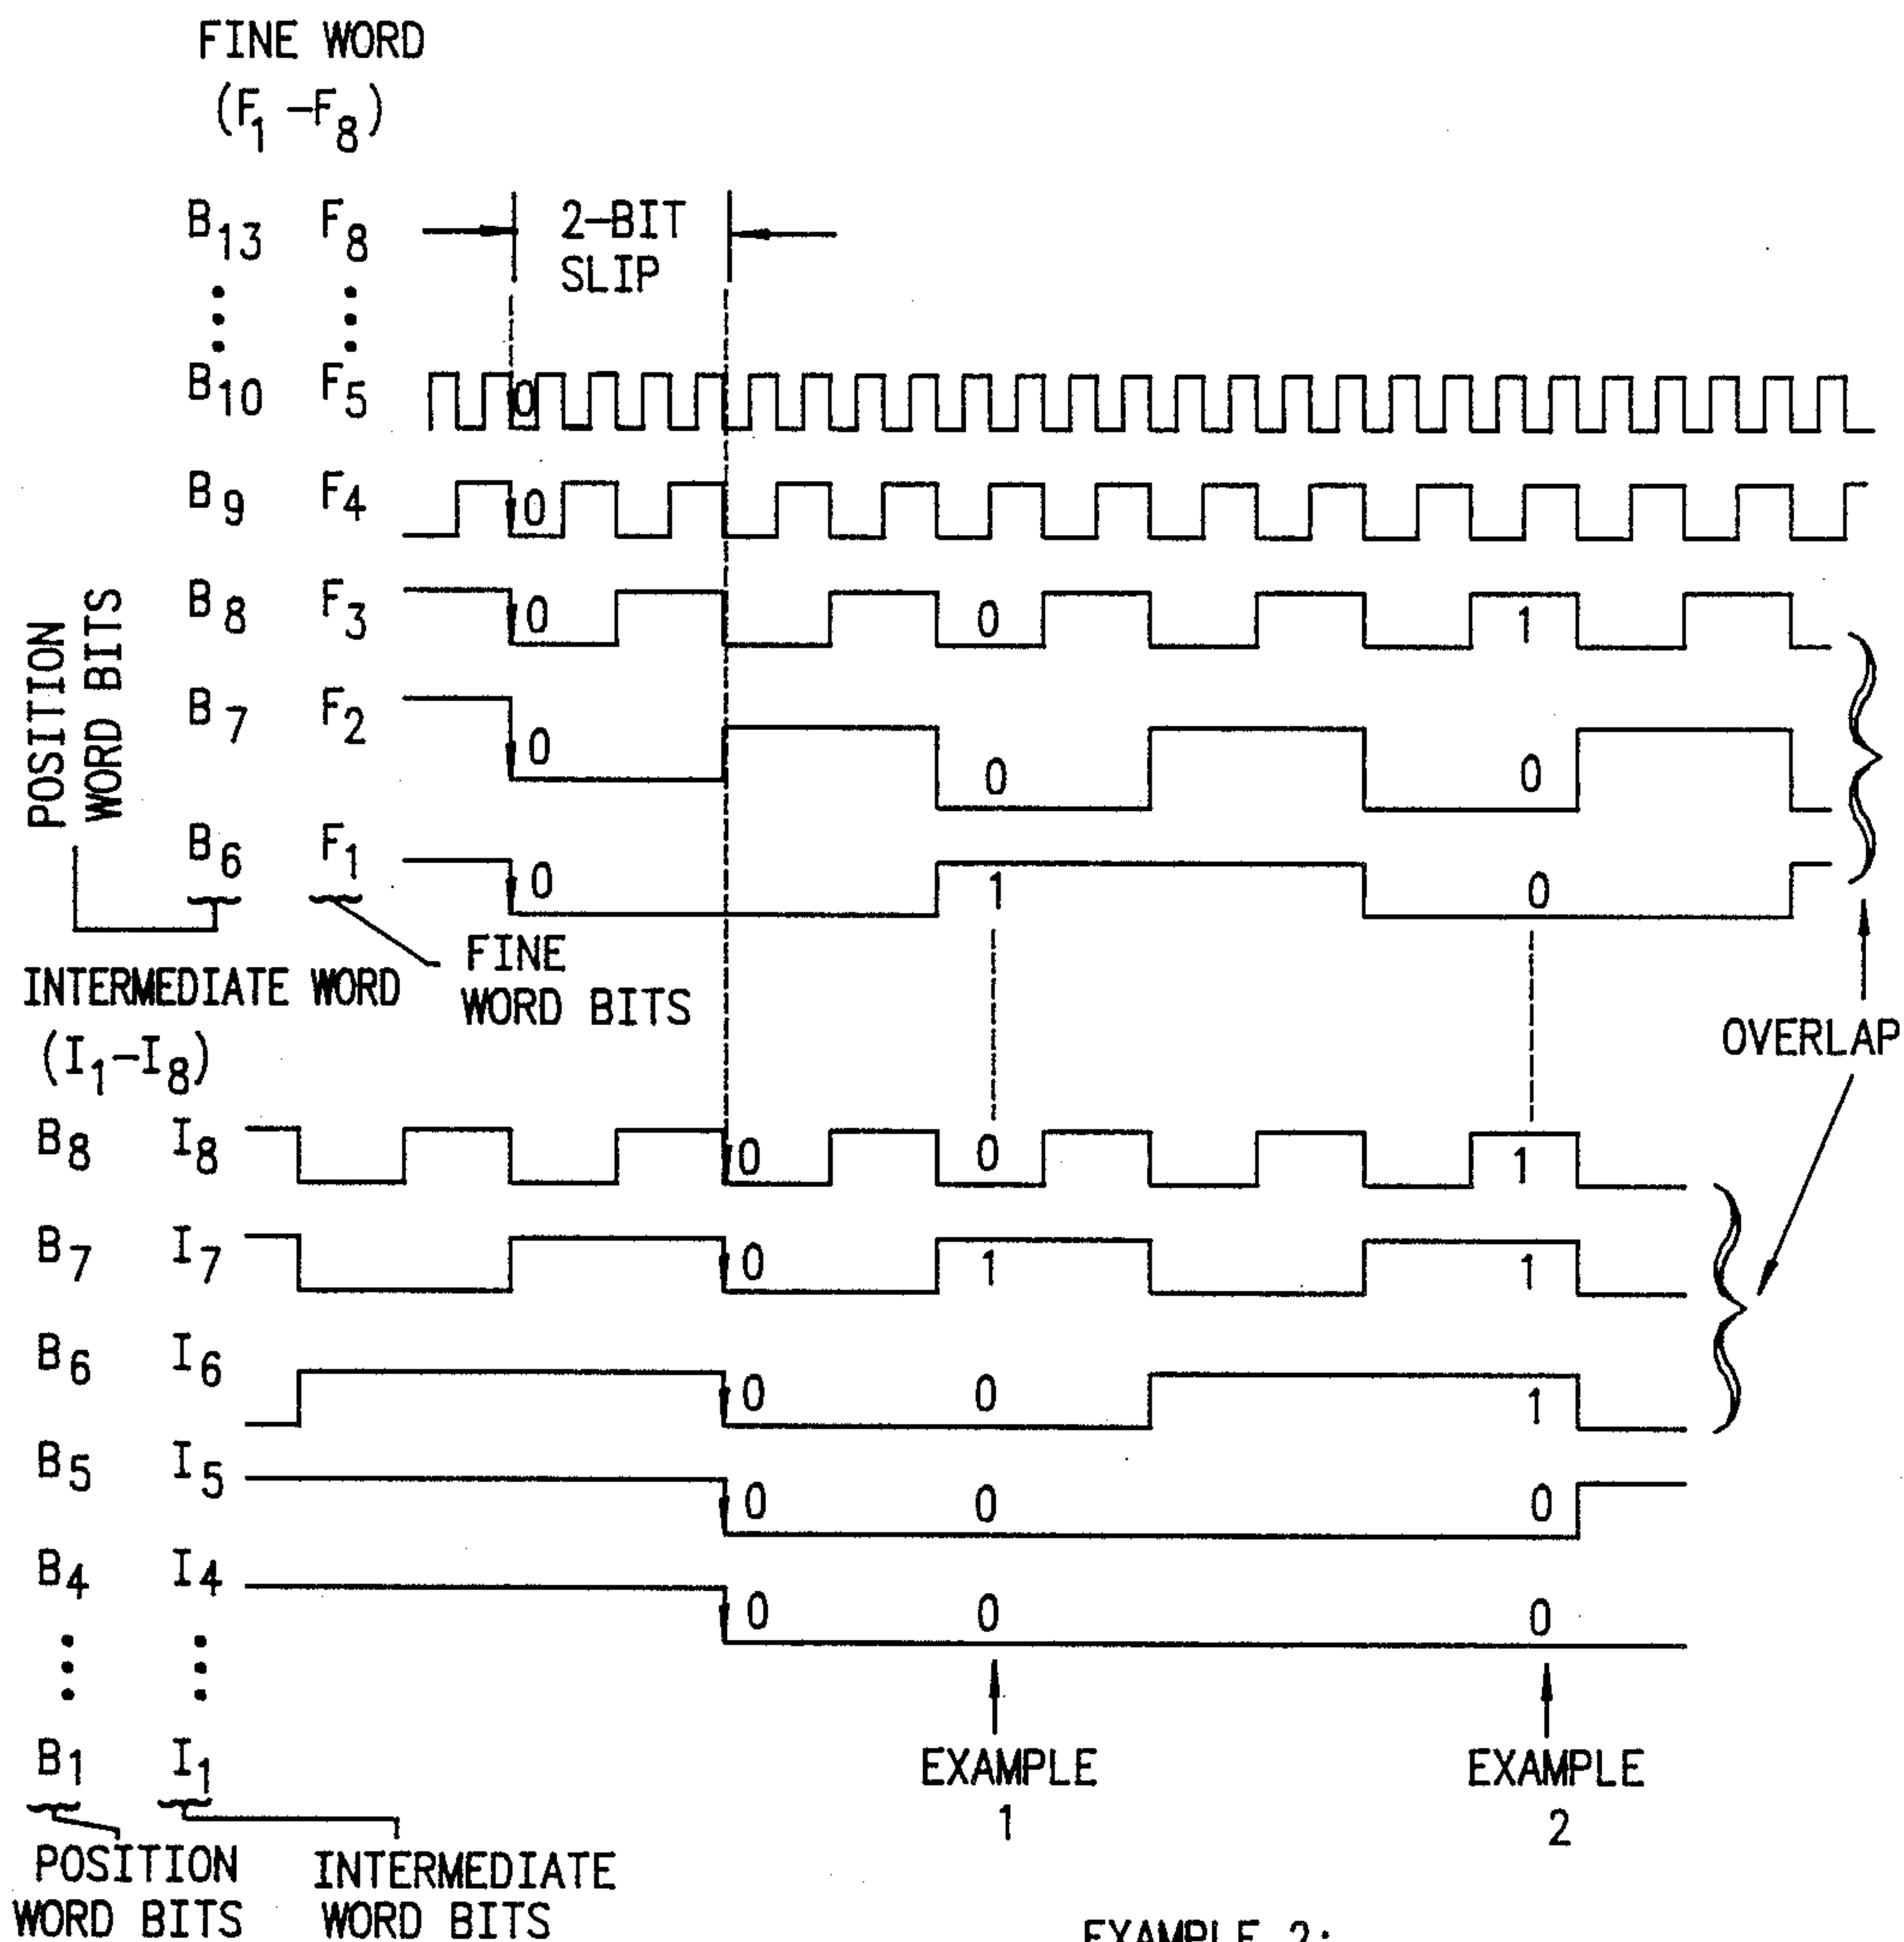 FINE WORD
(F1 -F8)
B13 F8 2-BIT
SLIP
B10 F5 0
B9 F4 0
B8 F3 0 0 1
B7 F2 0 0 0
B6 F1 0 1 0
POSITION
WORD BITS
FINE
WORD BITS
INTERMEDIATE WORD
(I1-I8)
OVERLAP
B8 I8 0 0 1
B7 I7 0 1 1
B6 I6 0 0 1
B5 I5 0 0 0
B4 I4 0 0 0
B1 I1
EXAMPLE
1
EXAMPLE
2
POSITION
WORD BITS
INTERMEDIATE
WORD BITS
EXAMPLE 2: